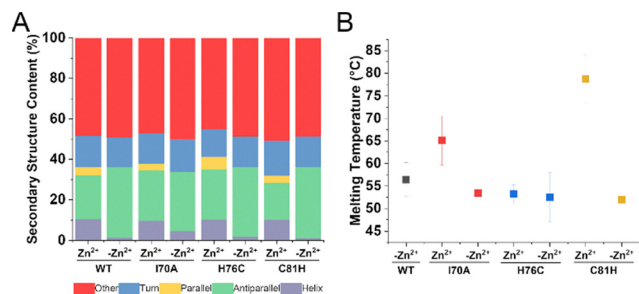 A
Secondary Structure Content (%)
100
80
60
40
20
0
Zn²⁺ -Zn²⁺ Zn²⁺ -Zn²⁺ Zn²⁺ -Zn²⁺ Zn²⁺ -Zn²⁺
WT I70A H76C C81H
Other Turn Parallel Antiparallel Helix
B
Melting Temperature (°C)
85
80
75
70
65
60
55
50
45
-Zn²⁺ Zn²⁺ -Zn²⁺ Zn²⁺ -Zn²⁺ Zn²⁺ -Zn²⁺
WT I70A H76C C81H